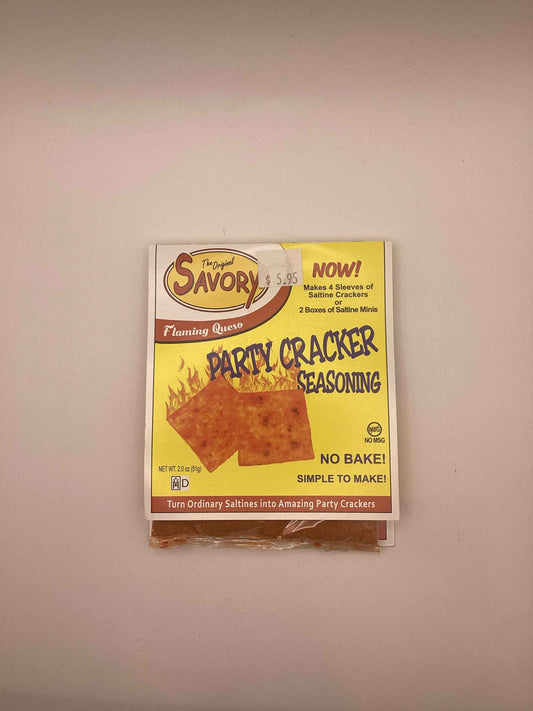 The Original
SAVORY
$ 5.95
Flaming Queso
NOW!
Makes 4 Sleeves of
Saltine Crackers
or
2 Boxes of Saltine Minis
PARTY CRACKER
SEASONING
NO MSG
NET WT. 2.0 oz (51g)
D
NO BAKE!
SIMPLE TO MAKE!
Turn Ordinary Saltines into Amazing Party Crackers